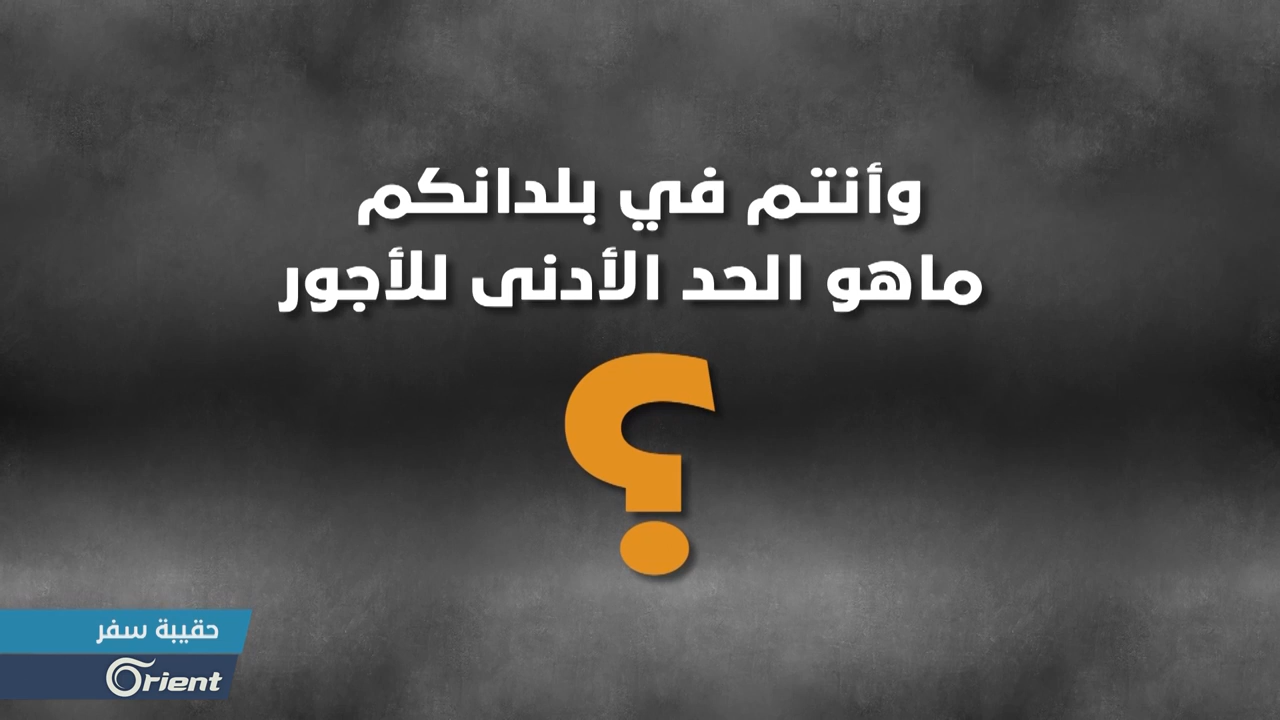 وأنتم في بلدانكم
ماهو الحد الأدنى للأجور
؟
حقيبة سفر
Orient